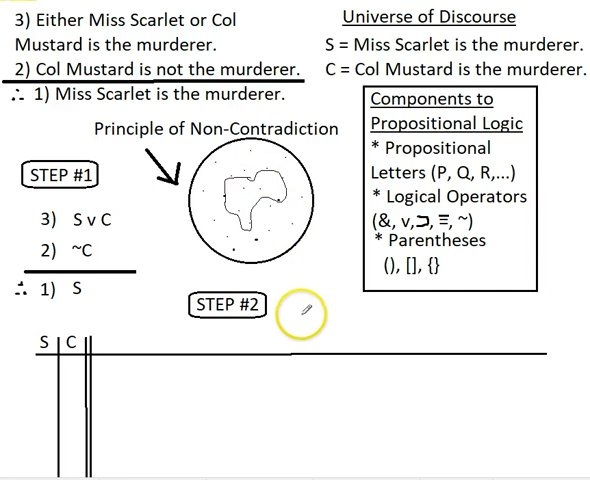 3) Either Miss Scarlet or Col
Mustard is the murderer.
2) Col Mustard is not the murderer.
∴ 1) Miss Scarlet is the murderer.
Universe of Discourse
S = Miss Scarlet is the murderer.
C = Col Mustard is the murderer.
Components to
Propositional Logic
* Propositional
Letters (P, Q, R,...)
* Logical Operators
(&, v,⊃, ≡, ~)
* Parentheses
(), [], {}
Principle of Non-Contradiction
STEP #1
3) S v C
2) ~C
∴ 1) S
STEP #2
S C